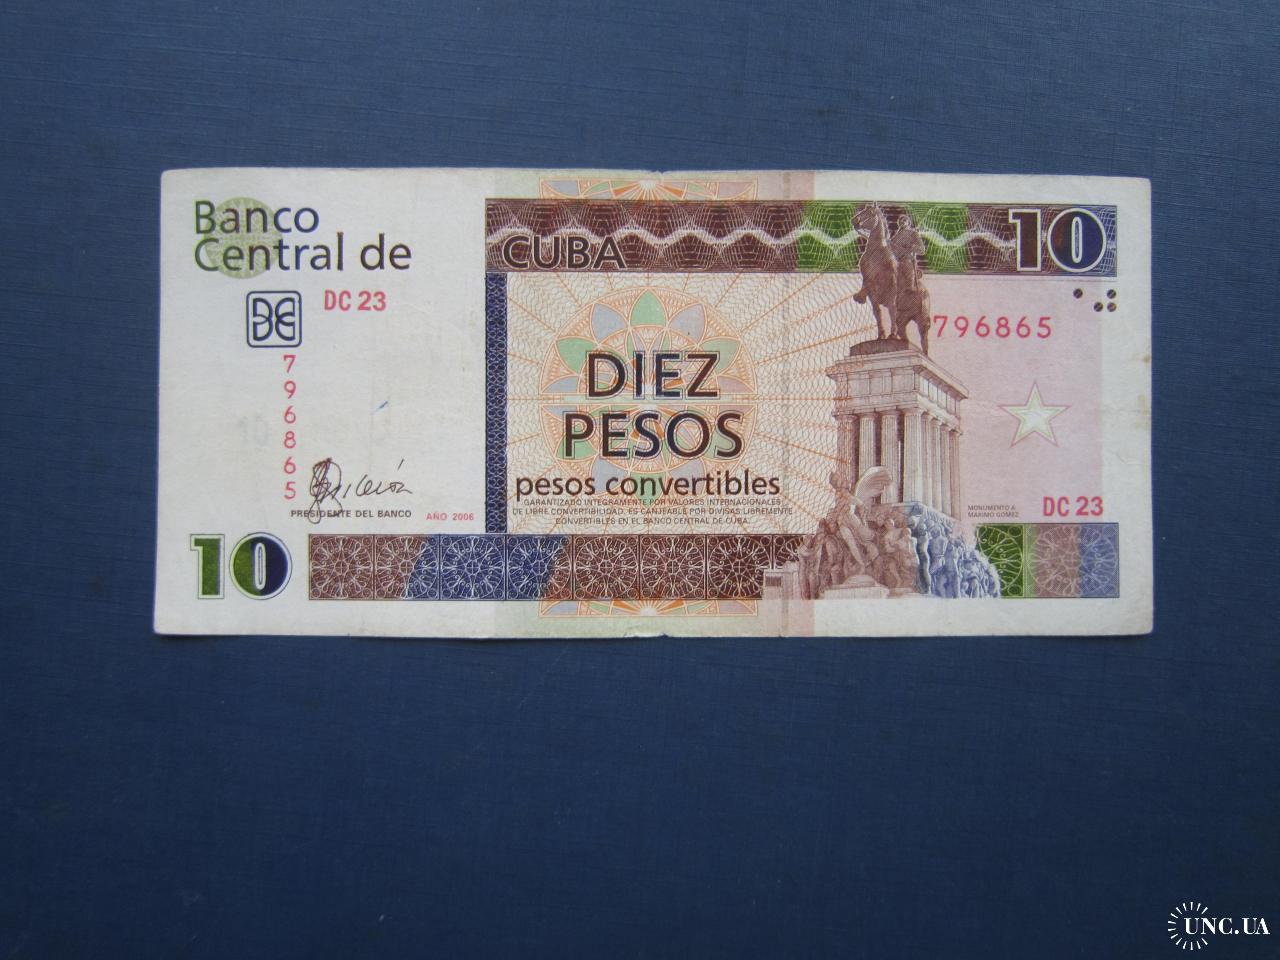 Banco
Central de
CUBA
10
DC 23
796865
7
9
6
8
6
5
DIEZ
PESOS
pesos convertibles
GARANTIZADO INTEGRAMENTE POR VALORES INTERNACIONALES
DE LIBRE CONVERTIBILIDAD, ES CANJEABLE POR DIVISAS LIBREMENTE
CONVERTIBLES EN EL BANCO CENTRAL DE CUBA.
PRESIDENTE DEL BANCO
AÑO 2006
MONUMENTO A
MAXIMO GOMEZ
DC 23
10
UNC.UA